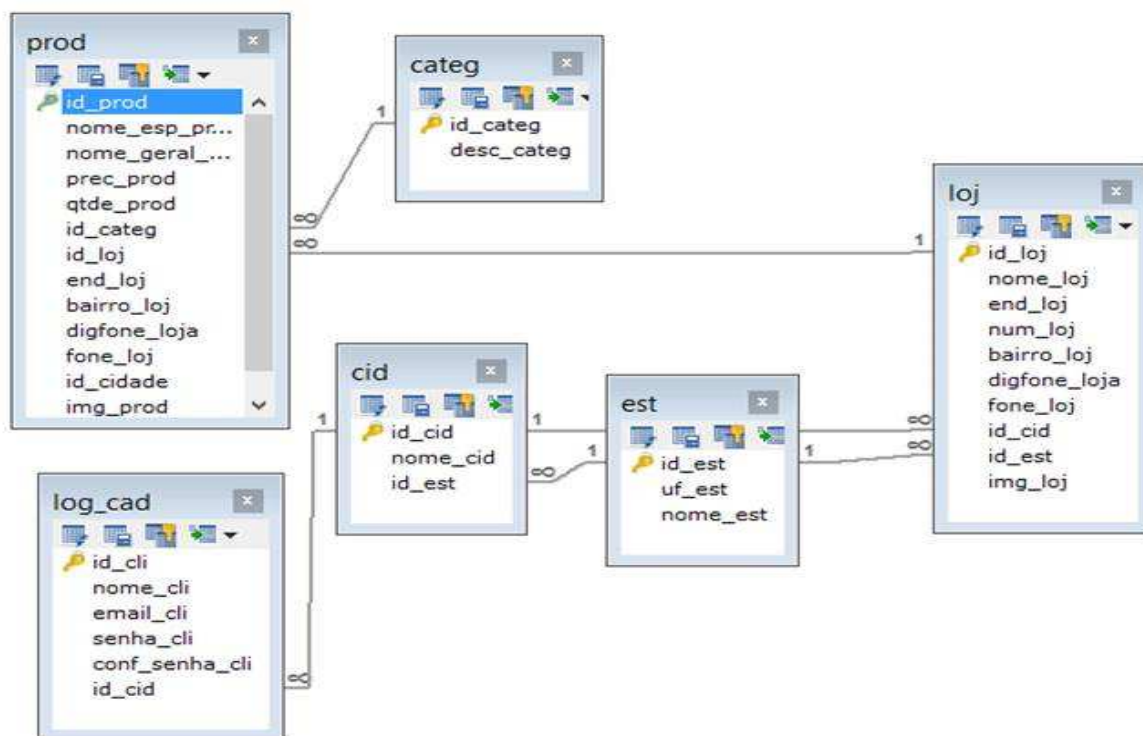 prod
id_prod
nome_esp_pr...
nome_geral_...
prec_prod
qtde_prod
id_categ
id_loj
end_loj
bairro_loj
digfone_loja
fone_loj
id_cidade
img_prod
categ
id_categ
desc_categ
1
∞
∞
1
loj
id_loj
nome_loj
end_loj
num_loj
bairro_loj
digfone_loja
fone_loj
id_cid
id_est
img_loj
cid
id_cid
nome_cid
id_est
1
1
∞
1
est
id_est
uf_est
nome_est
1
∞
∞
log_cad
id_cli
nome_cli
email_cli
senha_cli
conf_senha_cli
id_cid
∞